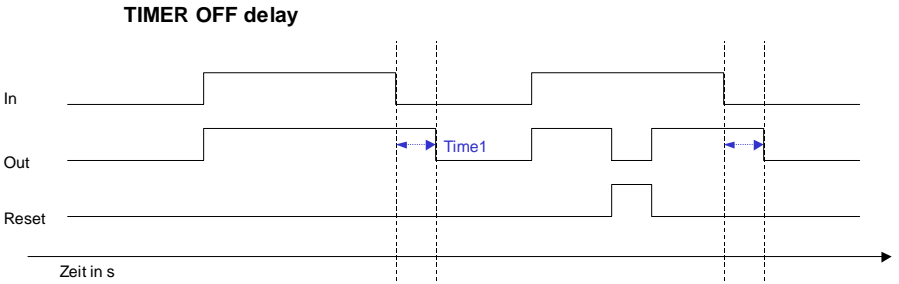 TIMER OFF delay
In
Out
Time1
Reset
Zeit in s